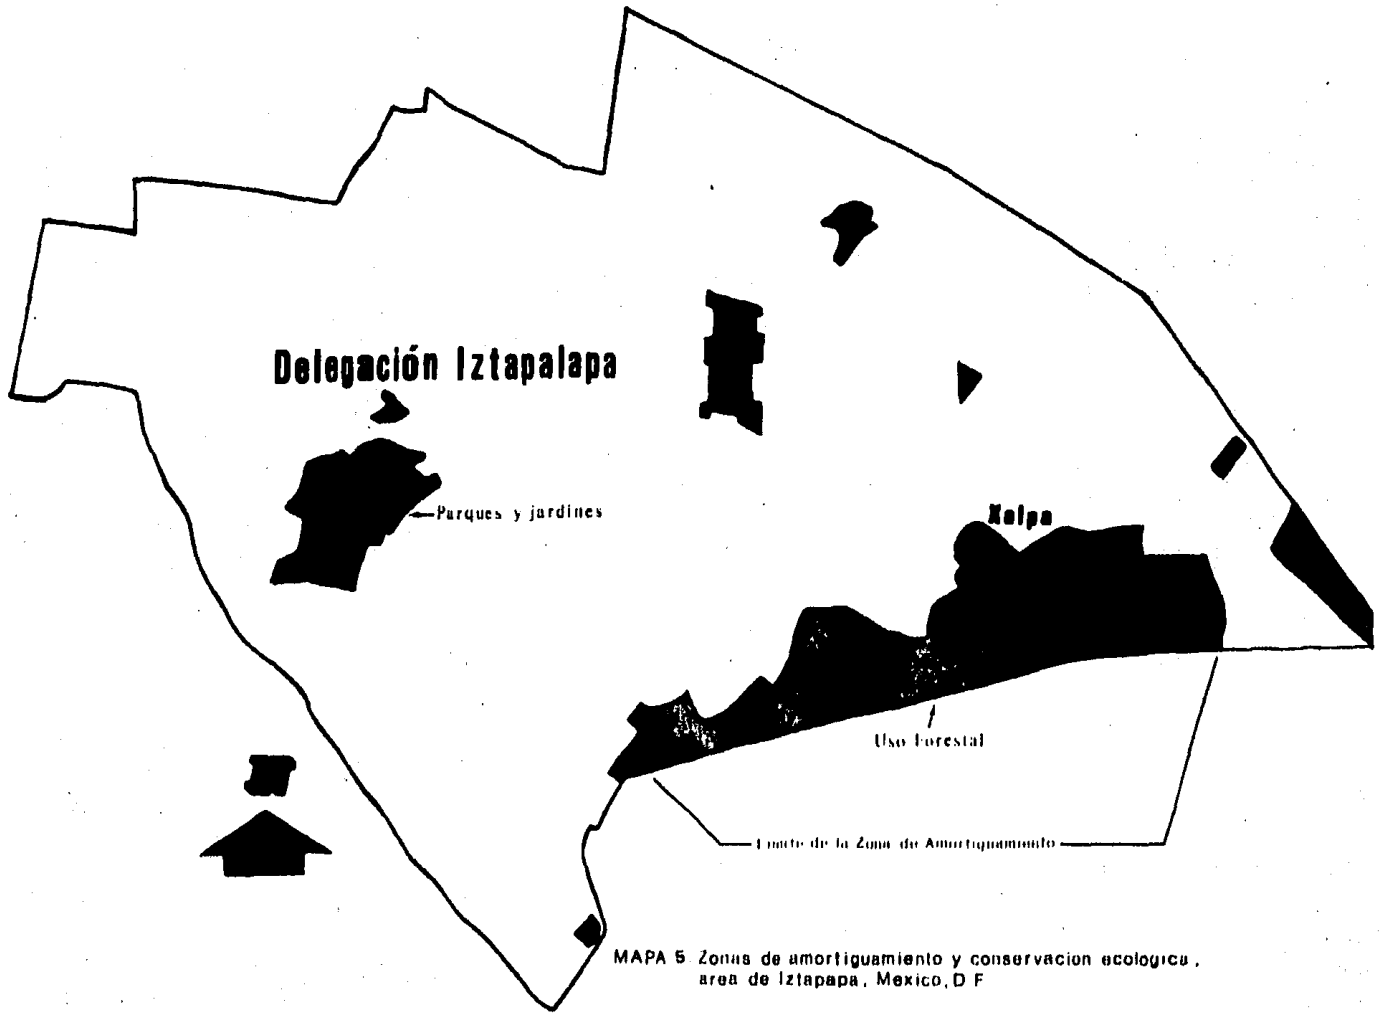 Delegación Iztapalapa
Parques y jardines
Xalpa
Uso Forestal
Limite de la Zona de Amortiguamiento
MAPA 5 Zonas de amortiguamiento y conservacion ecologica,
area de Iztapapa, Mexico, D F